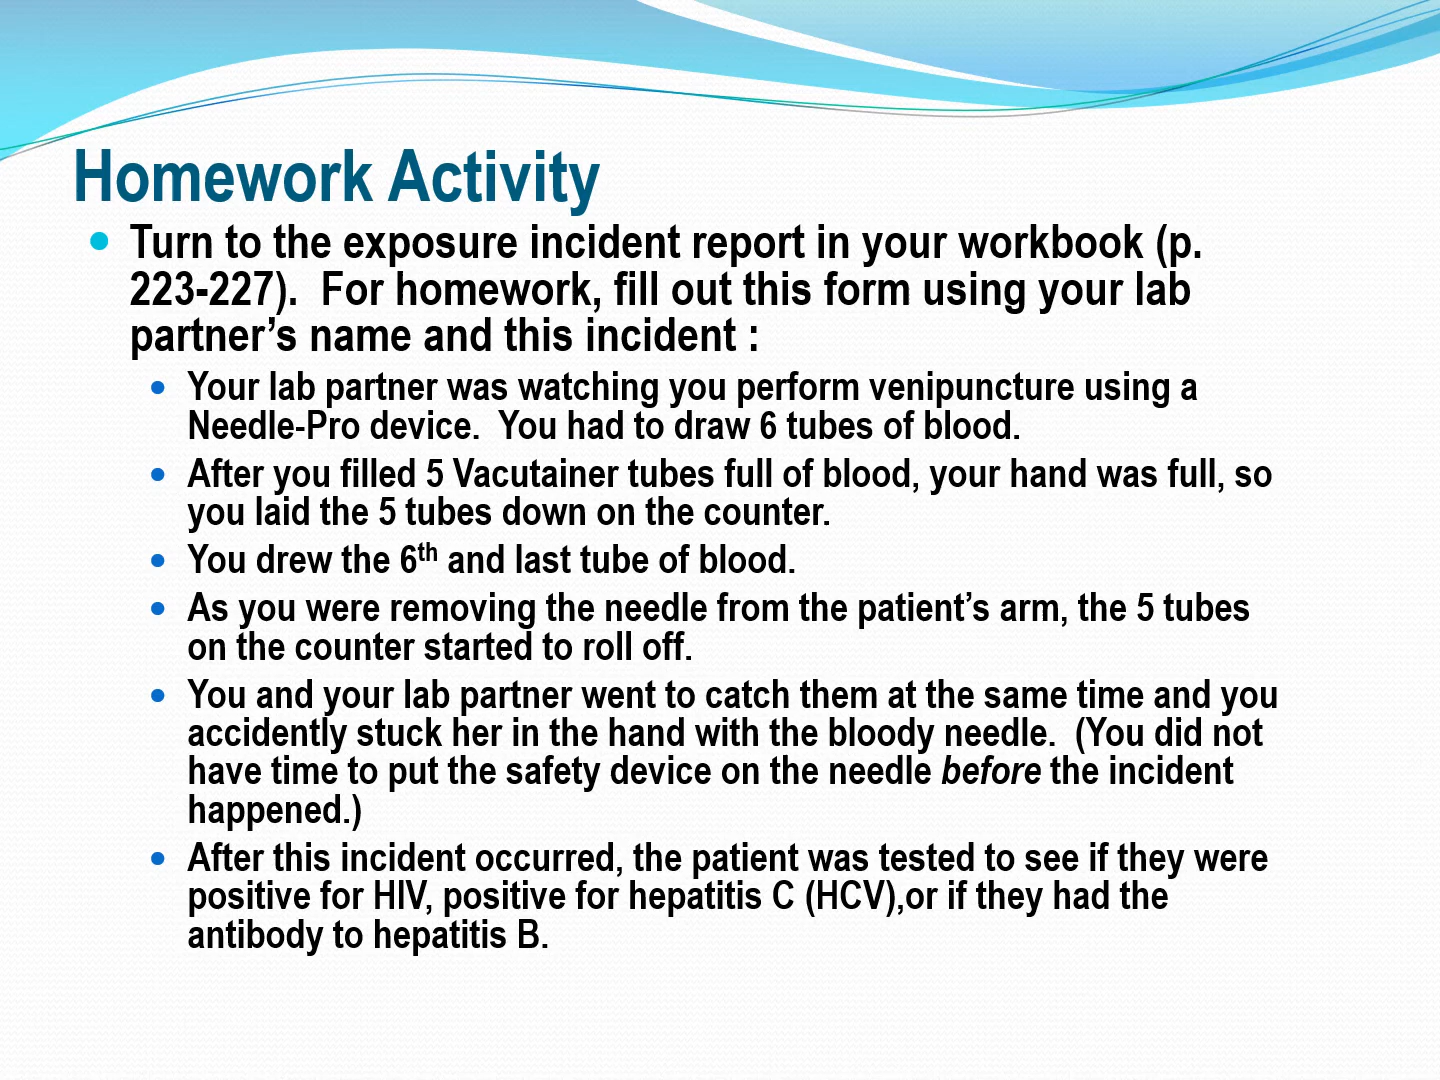 Homework Activity
Turn to the exposure incident report in your workbook (p.
223-227).  For homework, fill out this form using your lab
partner’s name and this incident :
Your lab partner was watching you perform venipuncture using a
Needle-Pro device.  You had to draw 6 tubes of blood.
After you filled 5 Vacutainer tubes full of blood, your hand was full, so
you laid the 5 tubes down on the counter.
You drew the 6th and last tube of blood.
As you were removing the needle from the patient’s arm, the 5 tubes
on the counter started to roll off.
You and your lab partner went to catch them at the same time and you
accidently stuck her in the hand with the bloody needle.  (You did not
have time to put the safety device on the needle before the incident
happened.)
After this incident occurred, the patient was tested to see if they were
positive for HIV, positive for hepatitis C (HCV),or if they had the
antibody to hepatitis B.